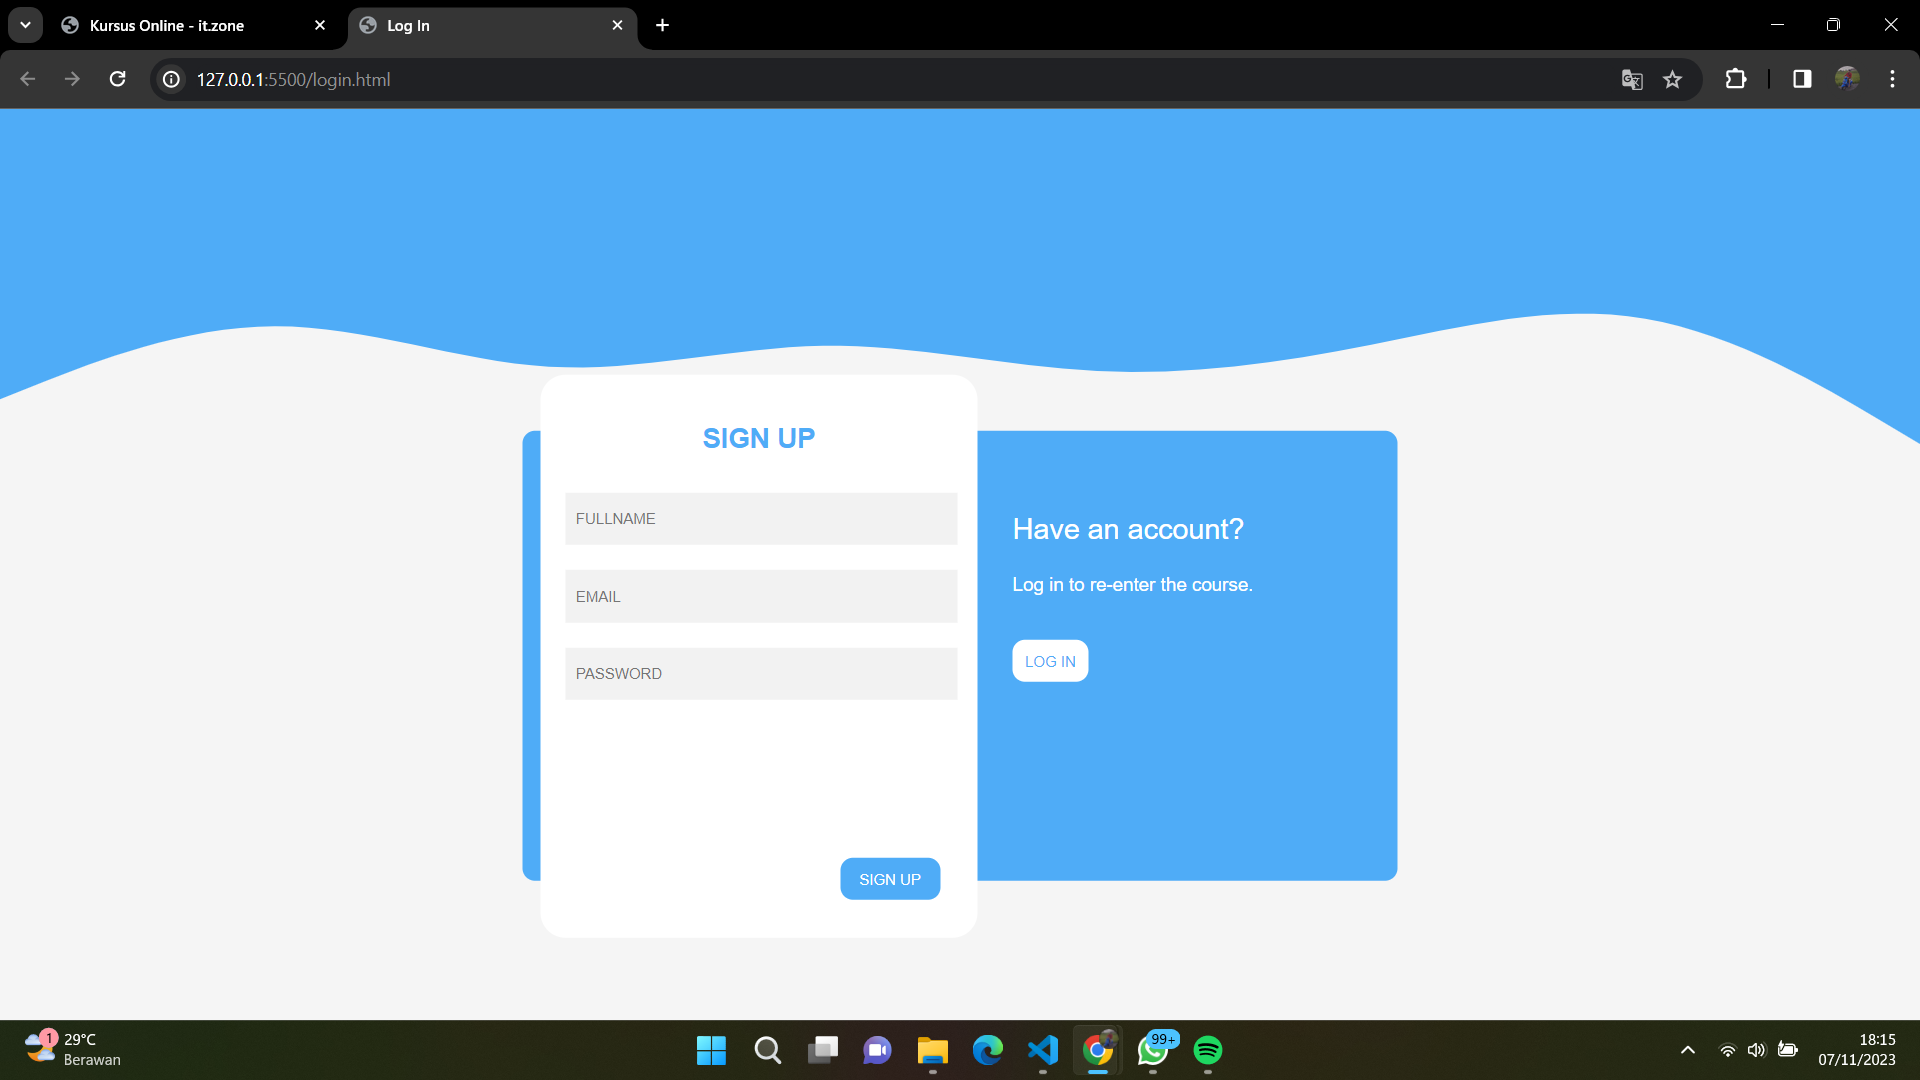 Kursus Online - it.zone
Log In
127.0.0.1:5500/login.html
SIGN UP
FULLNAME
EMAIL
PASSWORD
SIGN UP
Have an account?
Log in to re-enter the course.
LOG IN
1
29°C
Berawan
99+
18:15
07/11/2023